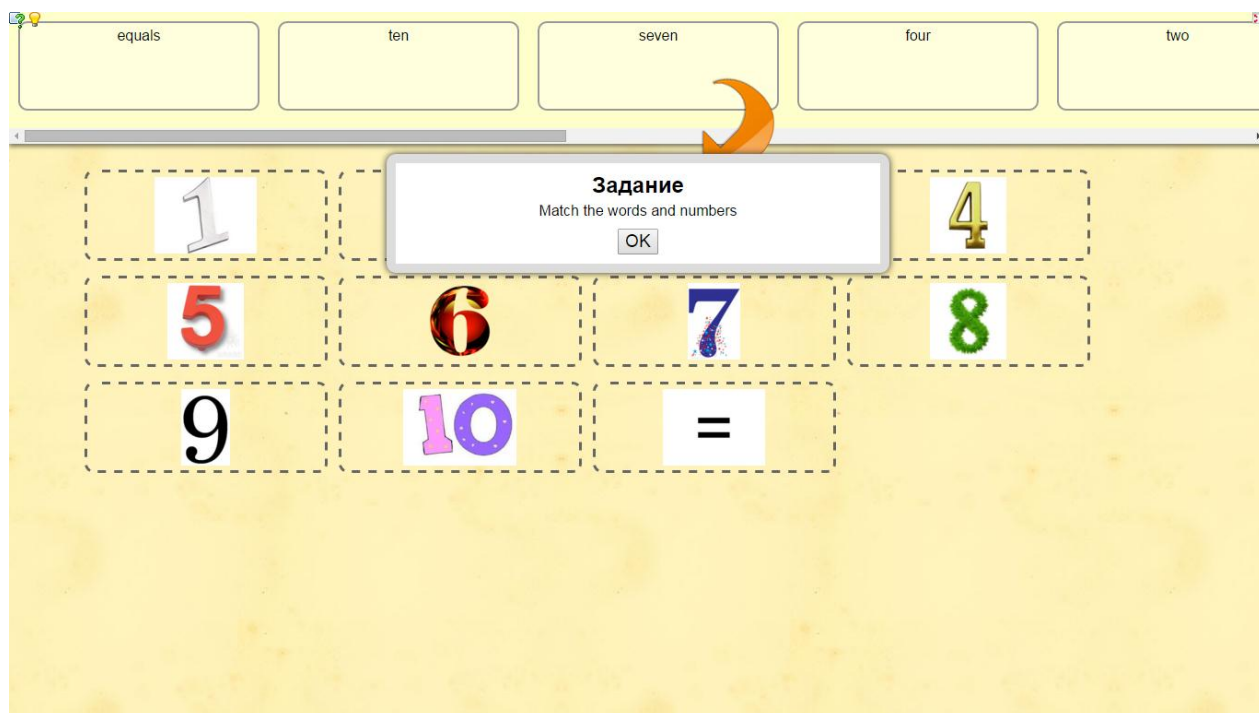 equals ten seven four two
Задание
Match the words and numbers
OK
1 4
5 6 7 8
9 10 =